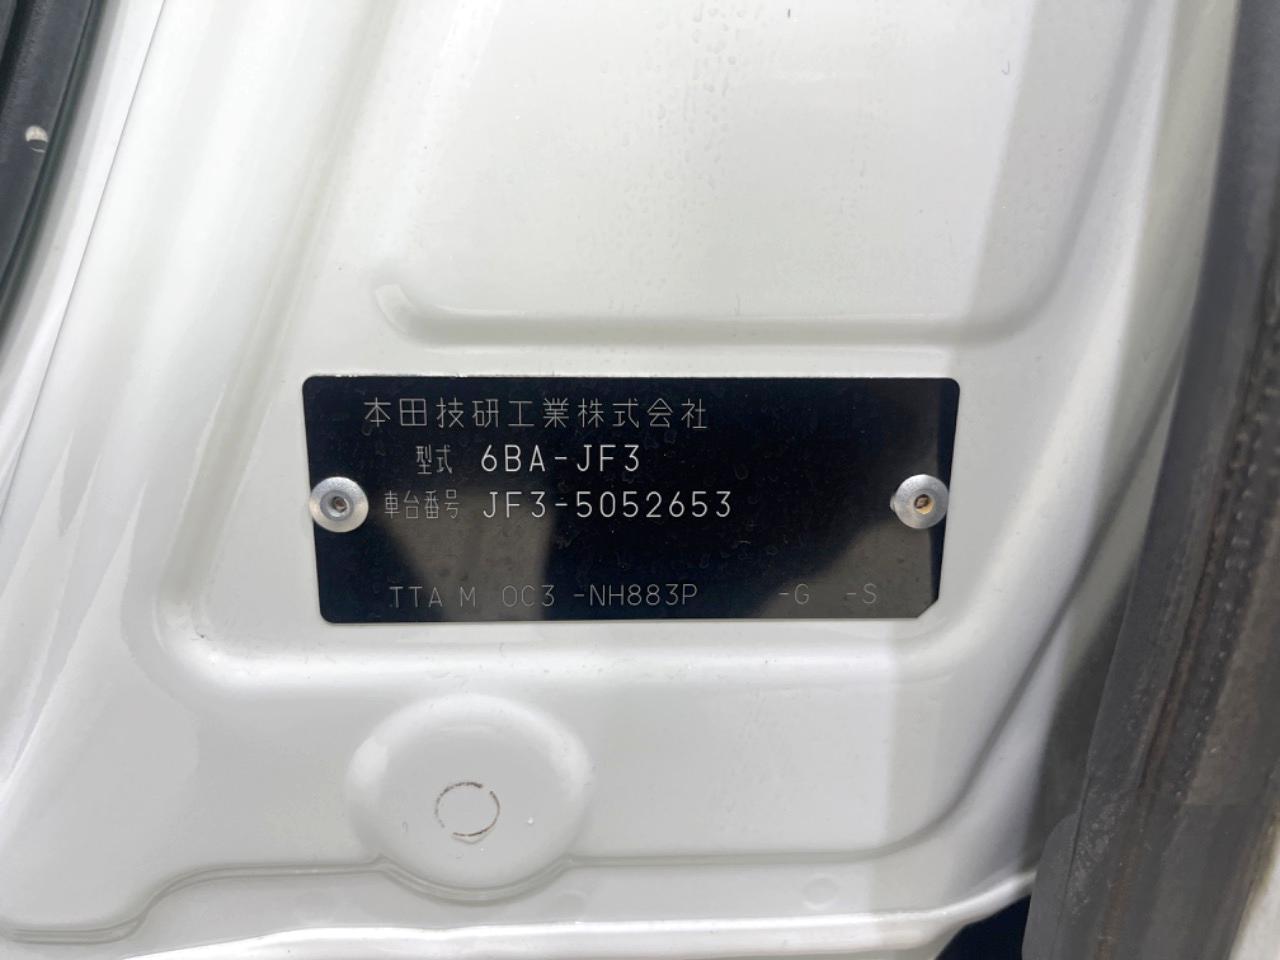 本田技研工業株式会社
型式 6BA-JF3
車台番号 JF3-5052653
TTA M 0C3 -NH883P -G -S